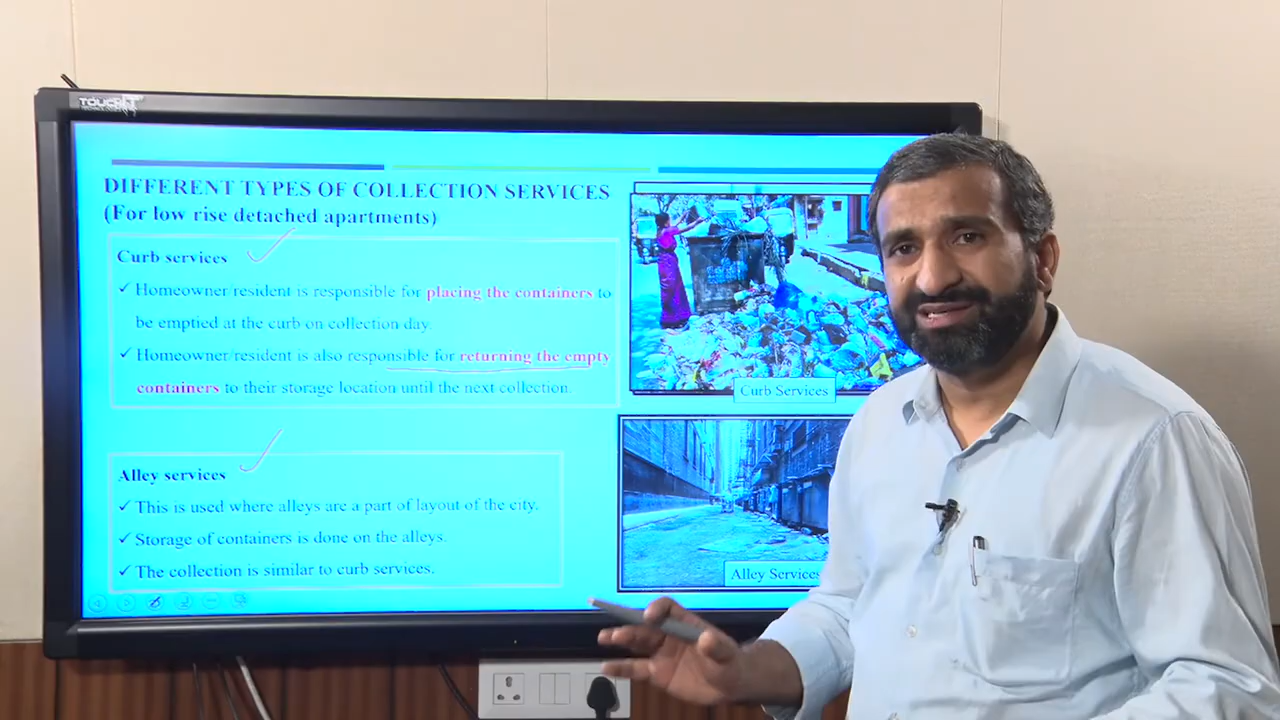 TOUCHIT
DIFFERENT TYPES OF COLLECTION SERVICES
(For low rise detached apartments)
Curb services
✓ Homeowner/resident is responsible for placing the containers to
be emptied at the curb on collection day.
✓ Homeowner/resident is also responsible for returning the empty
containers to their storage location until the next collection.
Curb Services
Alley services
✓ This is used where alleys are a part of layout of the city.
✓ Storage of containers is done on the alleys.
✓ The collection is similar to curb services.
Alley Services